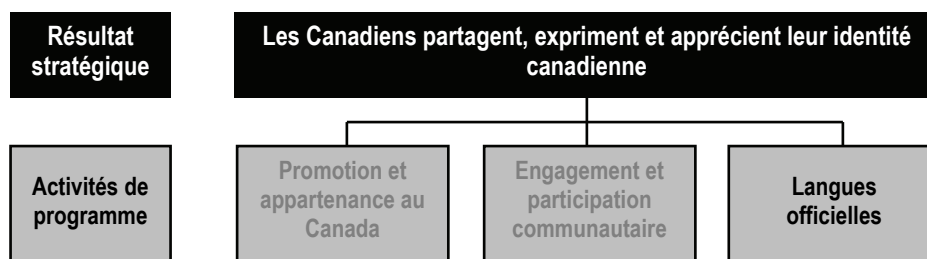 Résultat
stratégique
Les Canadiens partagent, expriment et apprécient leur identité
canadienne
Activités de
programme
Promotion et
appartenance au
Canada
Engagement et
participation
communautaire
Langues
officielles